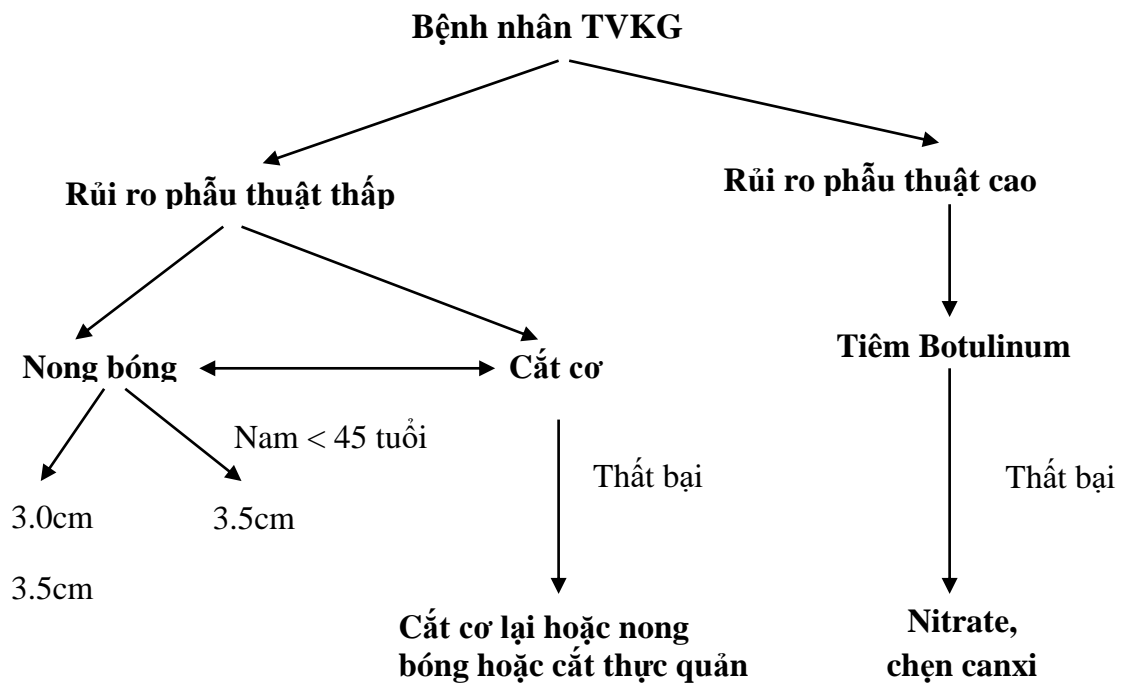 Bệnh nhân TVKG
Rủi ro phẫu thuật thấp
Rủi ro phẫu thuật cao
Nong bóng
Cắt cơ
Tiêm Botulinum
Nam < 45 tuổi
Thất bại
Thất bại
3.0cm
3.5cm
3.5cm
Cắt cơ lại hoặc nong
bóng hoặc cắt thực quản
Nitrate,
chẹn canxi